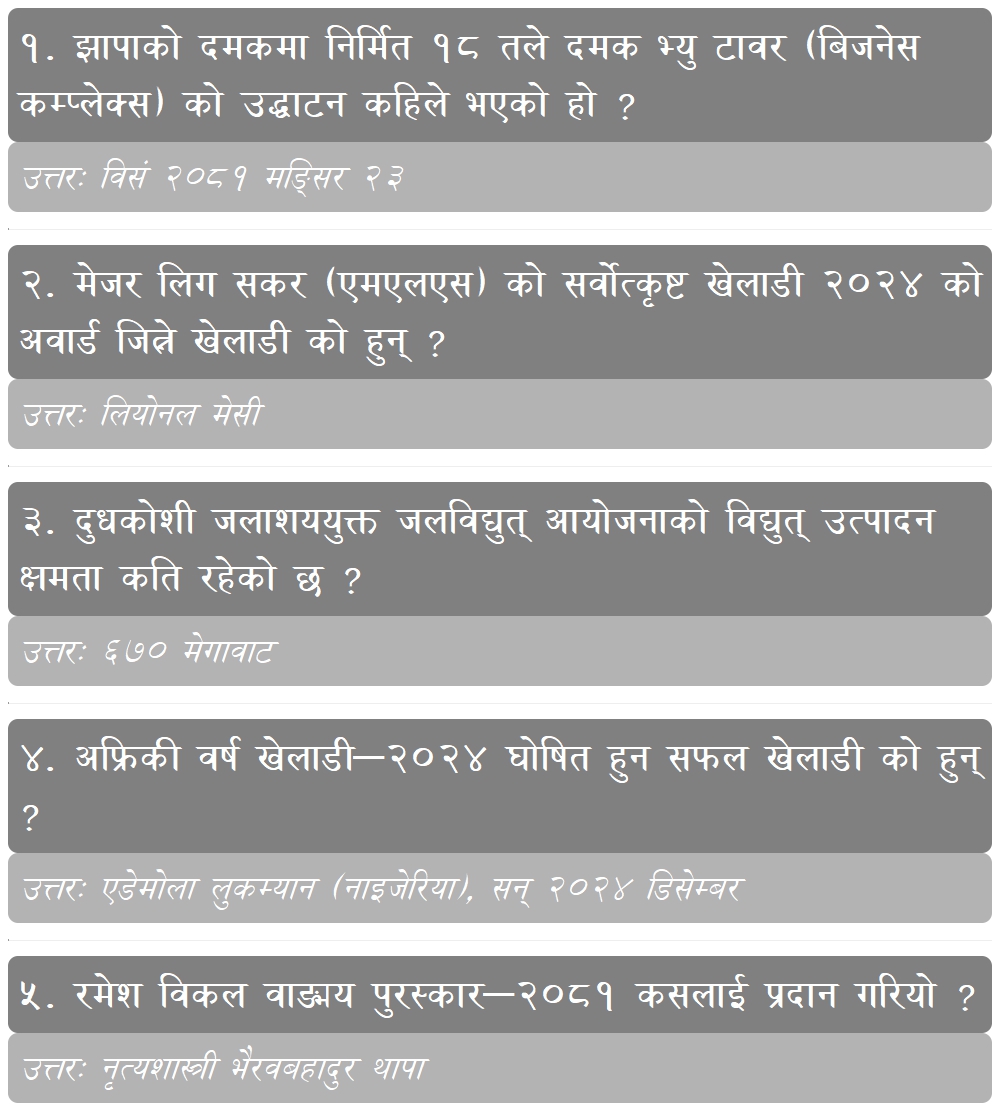 १. झापाको दमकमा निर्मित १८ तले दमक भ्यु टावर (बिजनेस
कम्प्लेक्स) को उद्घाटन कहिले भएको हो ?
उत्तरः विसं २०८१ मङ्सिर २३
२. मेजर लिग सकर (एमएलएस) को सर्वोत्कृष्ट खेलाडी २०२४ को
अवार्ड जित्ने खेलाडी को हुन् ?
उत्तरः लियोनल मेसी
३. दुधकोशी जलाशययुक्त जलविद्युत् आयोजनाको विद्युत् उत्पादन
क्षमता कति रहेको छ ?
उत्तरः ६७० मेगावाट
४. अफ्रिकी वर्ष खेलाडी—२०२४ घोषित हुन सफल खेलाडी को हुन्
?
उत्तरः एडेमोला लुकम्यान (नाइजेरिया), सन् २०२४ डिसेम्बर
५. रमेश विकल वाङ्मय पुरस्कार—२०८१ कसलाई प्रदान गरियो ?
उत्तरः नृत्यशास्त्री भैरवबहादुर थापा